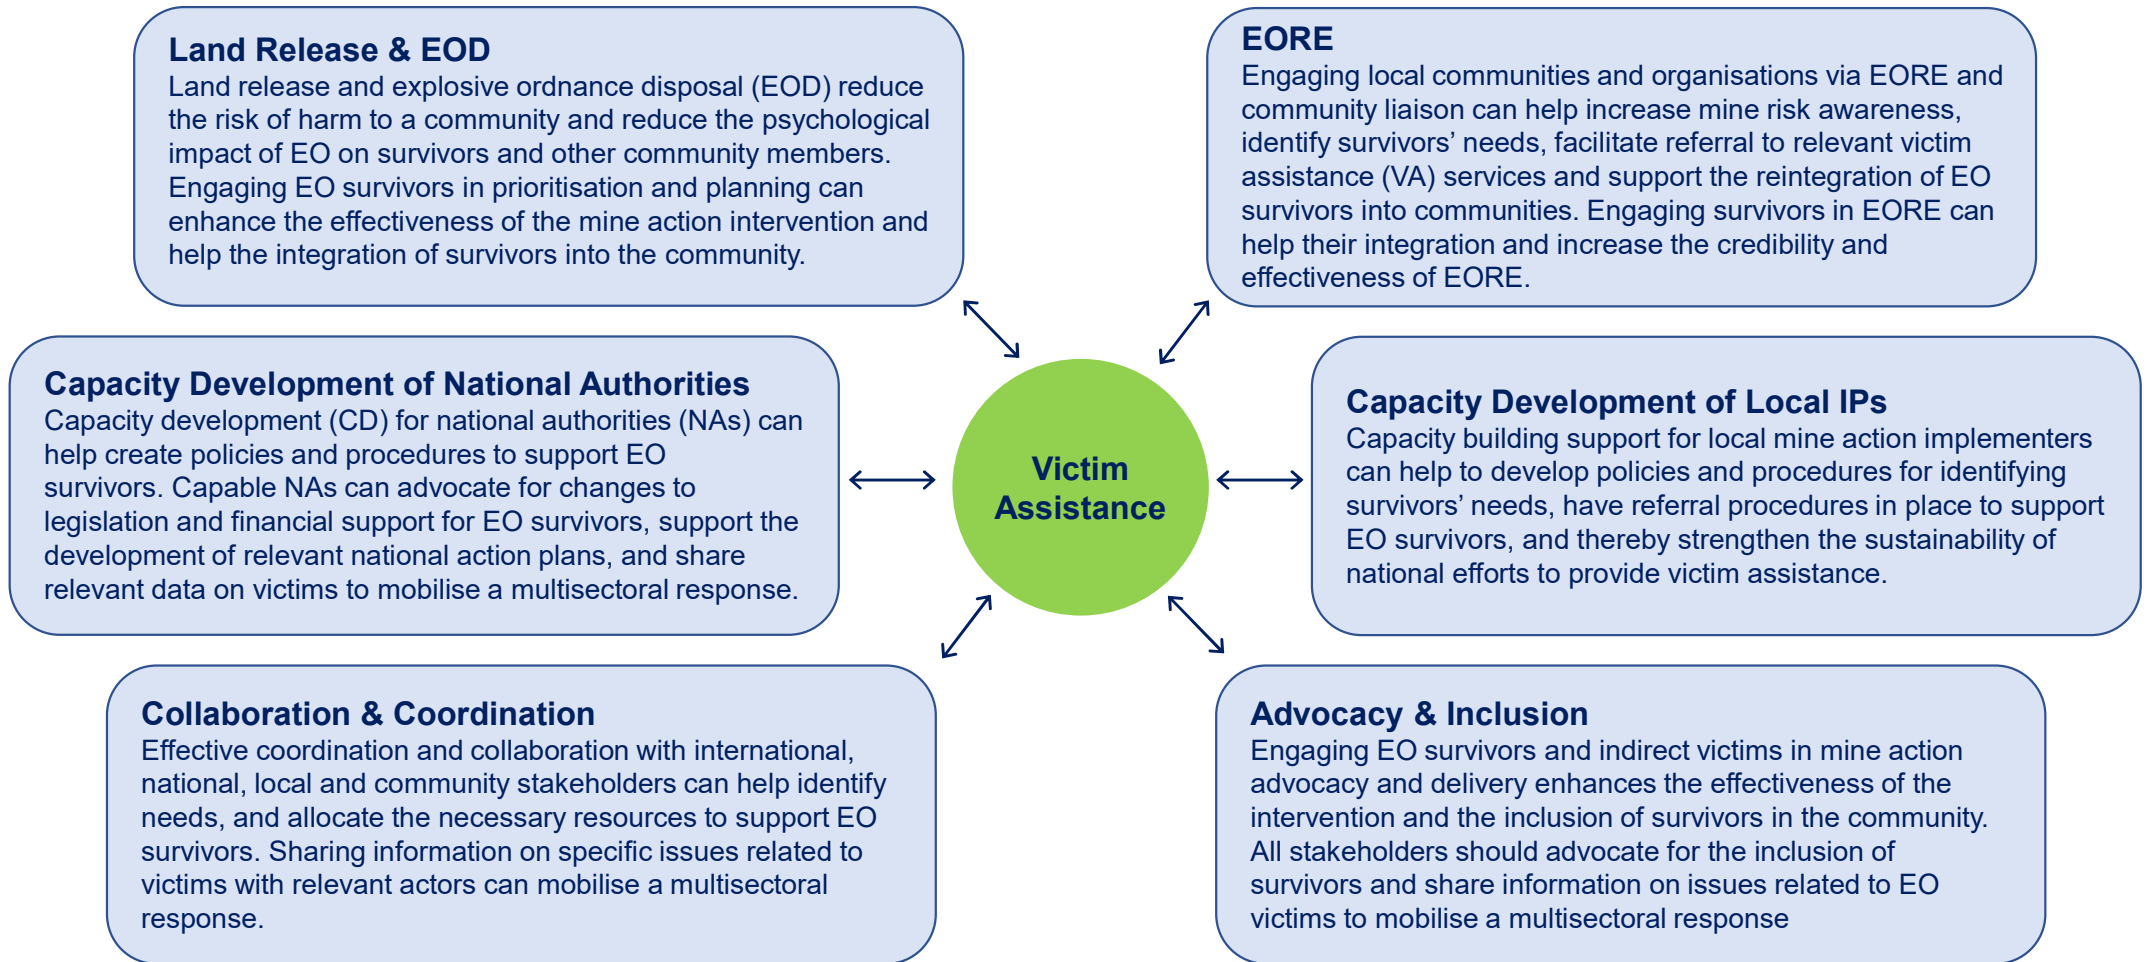 Land Release & EOD
Land release and explosive ordnance disposal (EOD) reduce
the risk of harm to a community and reduce the psychological
impact of EO on survivors and other community members.
Engaging EO survivors in prioritisation and planning can
enhance the effectiveness of the mine action intervention and
help the integration of survivors into the community.
EORE
Engaging local communities and organisations via EORE and
community liaison can help increase mine risk awareness,
identify survivors’ needs, facilitate referral to relevant victim
assistance (VA) services and support the reintegration of EO
survivors into communities. Engaging survivors in EORE can
help their integration and increase the credibility and
effectiveness of EORE.
Capacity Development of National Authorities
Capacity development (CD) for national authorities (NAs) can
help create policies and procedures to support EO
survivors. Capable NAs can advocate for changes to
legislation and financial support for EO survivors, support the
development of relevant national action plans, and share
relevant data on victims to mobilise a multisectoral response.
Victim
Assistance
Capacity Development of Local IPs
Capacity building support for local mine action implementers
can help to develop policies and procedures for identifying
survivors’ needs, have referral procedures in place to support
EO survivors, and thereby strengthen the sustainability of
national efforts to provide victim assistance.
Collaboration & Coordination
Effective coordination and collaboration with international,
national, local and community stakeholders can help identify
needs, and allocate the necessary resources to support EO
survivors. Sharing information on specific issues related to
victims with relevant actors can mobilise a multisectoral
response.
Advocacy & Inclusion
Engaging EO survivors and indirect victims in mine action
advocacy and delivery enhances the effectiveness of the
intervention and the inclusion of survivors in the community.
All stakeholders should advocate for the inclusion of
survivors and share information on issues related to EO
victims to mobilise a multisectoral response